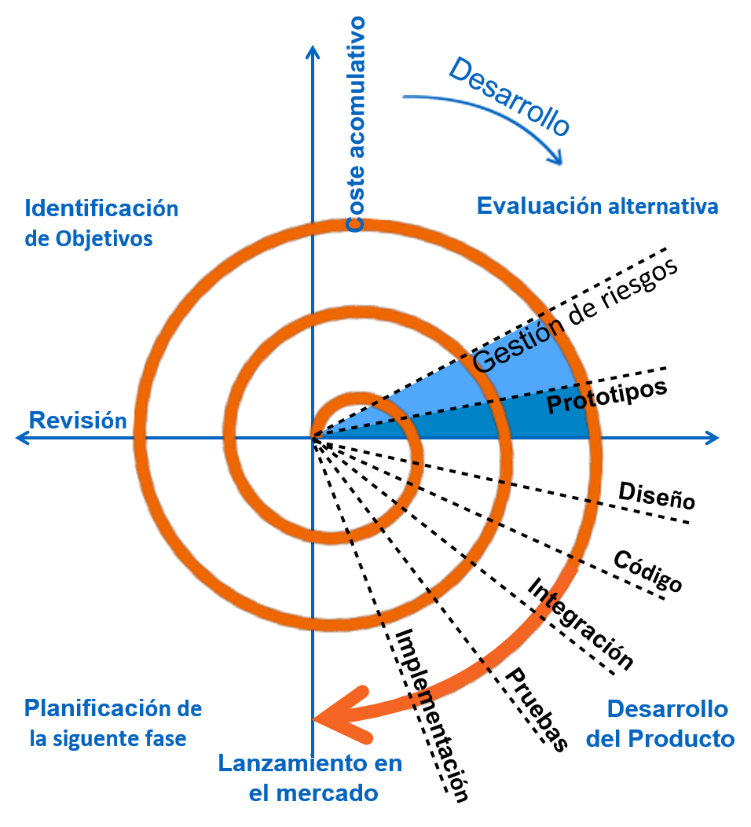 Coste acumulativo
Desarrollo
Identificación
de Objetivos
Evaluación alternativa
Gestión de riesgos
Prototipos
Revisión
Diseño
Código
Integración
Pruebas
Implementación
Planificación de
la siguente fase
Desarrollo
del Producto
Lanzamiento en
el mercado